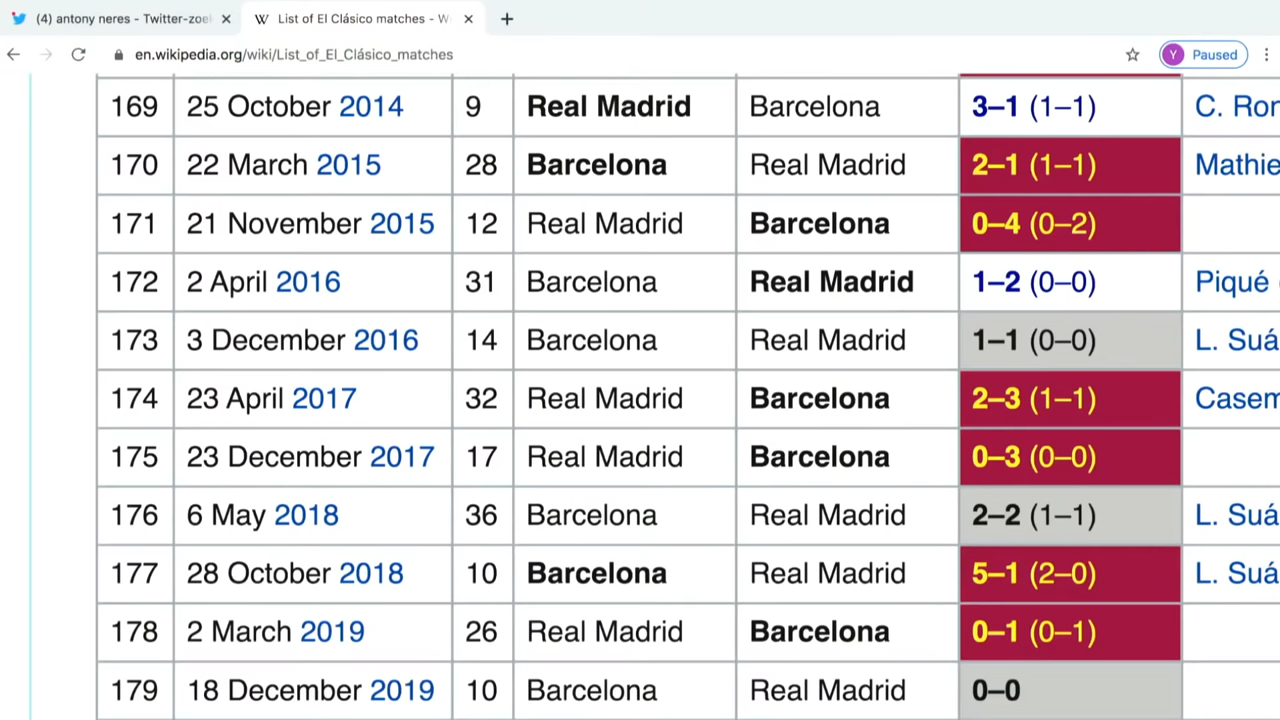 (4) antony neres - Twitter-zoel
List of El Clásico matches - W
en.wikipedia.org/wiki/List_of_El_Clásico_matches
Y Paused
169 25 October 2014 9 Real Madrid Barcelona 3–1 (1–1) C. Ror
170 22 March 2015 28 Barcelona Real Madrid 2–1 (1–1) Mathie
171 21 November 2015 12 Real Madrid Barcelona 0–4 (0–2)
172 2 April 2016 31 Barcelona Real Madrid 1–2 (0–0) Piqué
173 3 December 2016 14 Barcelona Real Madrid 1–1 (0–0) L. Suá
174 23 April 2017 32 Real Madrid Barcelona 2–3 (1–1) Casem
175 23 December 2017 17 Real Madrid Barcelona 0–3 (0–0)
176 6 May 2018 36 Barcelona Real Madrid 2–2 (1–1) L. Suá
177 28 October 2018 10 Barcelona Real Madrid 5–1 (2–0) L. Suá
178 2 March 2019 26 Real Madrid Barcelona 0–1 (0–1)
179 18 December 2019 10 Barcelona Real Madrid 0–0